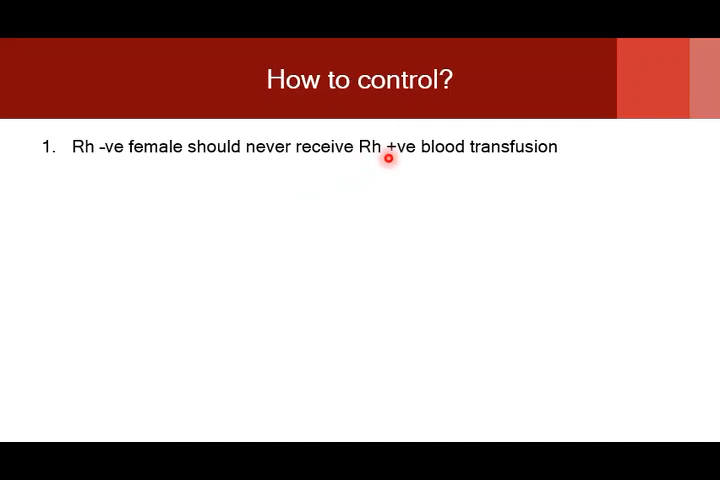 How to control?
1. Rh -ve female should never receive Rh +ve blood transfusion